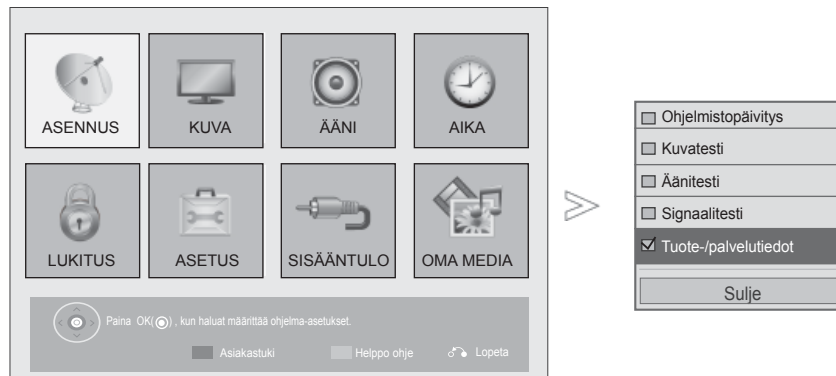 ASENNUS
KUVA
ÄÄNI
AIKA
LUKITUS
ASETUS
SISÄÄNTULO
OMA MEDIA
Paina OK(◉) , kun haluat määrittää ohjelma-asetukset.
Asiakastuki
Helppo ohje
Lopeta
Ohjelmistopäivitys
Kuvatesti
Äänitesti
Signaalitesti
Tuote-/palvelutiedot
Sulje